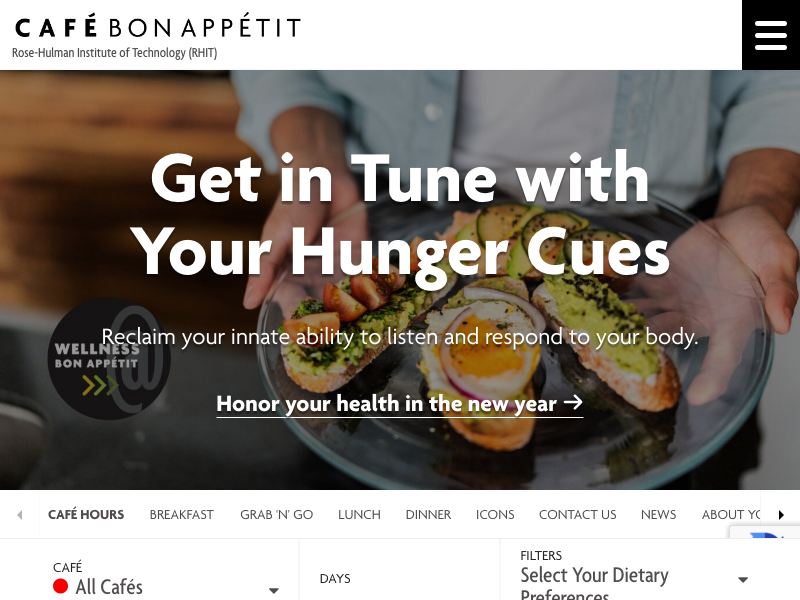 CAFÉ BON APPÉTIT
Rose-Hulman Institute of Technology (RHIT)
Get in Tune with
Your Hunger Cues
Reclaim your innate ability to listen and respond to your body.
WELLNESS @
BON APPÉTIT
Honor your health in the new year →
CAFÉ HOURS BREAKFAST GRAB 'N' GO LUNCH DINNER ICONS CONTACT US NEWS ABOUT
CAFÉ
All Cafés
DAYS
FILTERS
Select Your Dietary
Preferences